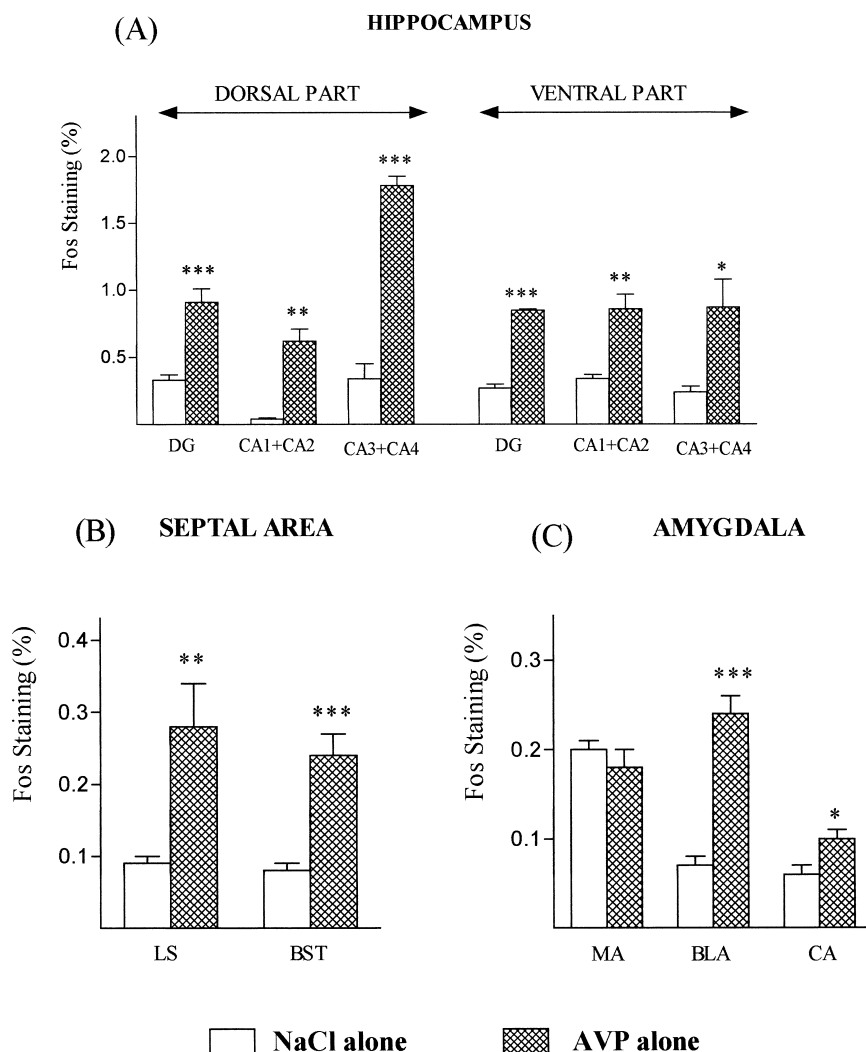 (A) HIPPOCAMPUS
DORSAL PART VENTRAL PART
Fos Staining (%)
2.0
1.5
1.0
0.5
*** ** *** *** ** *
DG CA1+CA2 CA3+CA4 DG CA1+CA2 CA3+CA4
(B) SEPTAL AREA
Fos Staining (%)
0.4
0.3
0.2
0.1
** ***
LS BST
(C) AMYGDALA
Fos Staining (%)
0.3
0.2
0.1
*** *
MA BLA CA
NaCl alone AVP alone